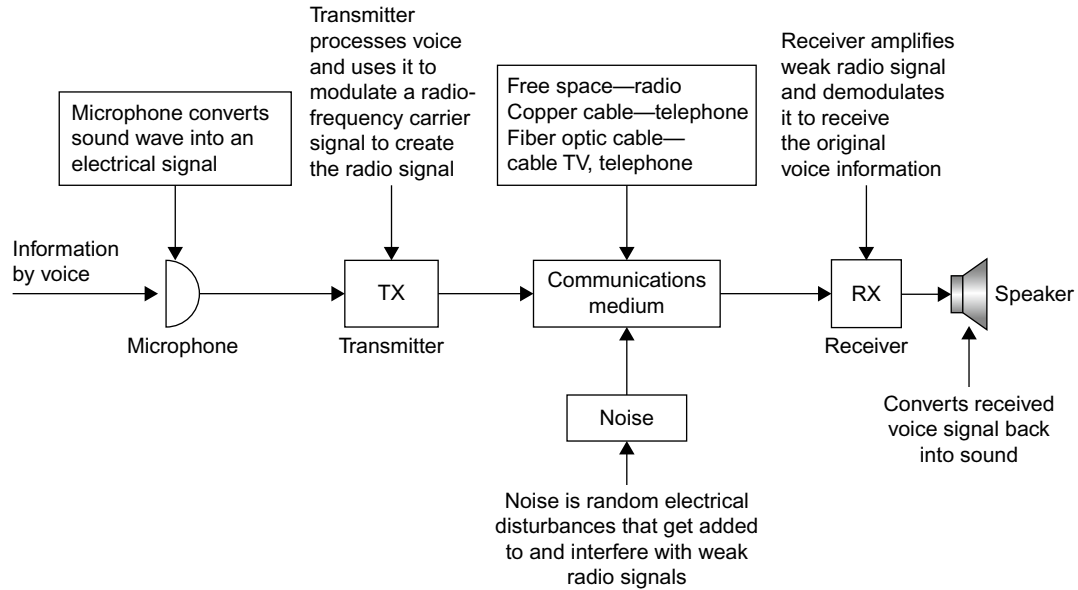 Transmitter
processes voice
and uses it to
modulate a radio-
frequency carrier
signal to create
the radio signal
Receiver amplifies
weak radio signal
and demodulates
it to receive
the original
voice information
Microphone converts
sound wave into an
electrical signal
Free space—radio
Copper cable—telephone
Fiber optic cable—
cable TV, telephone
Information
by voice
Microphone
TX
Transmitter
Communications
medium
RX
Receiver
Speaker
Noise
Converts received
voice signal back
into sound
Noise is random electrical
disturbances that get added
to and interfere with weak
radio signals